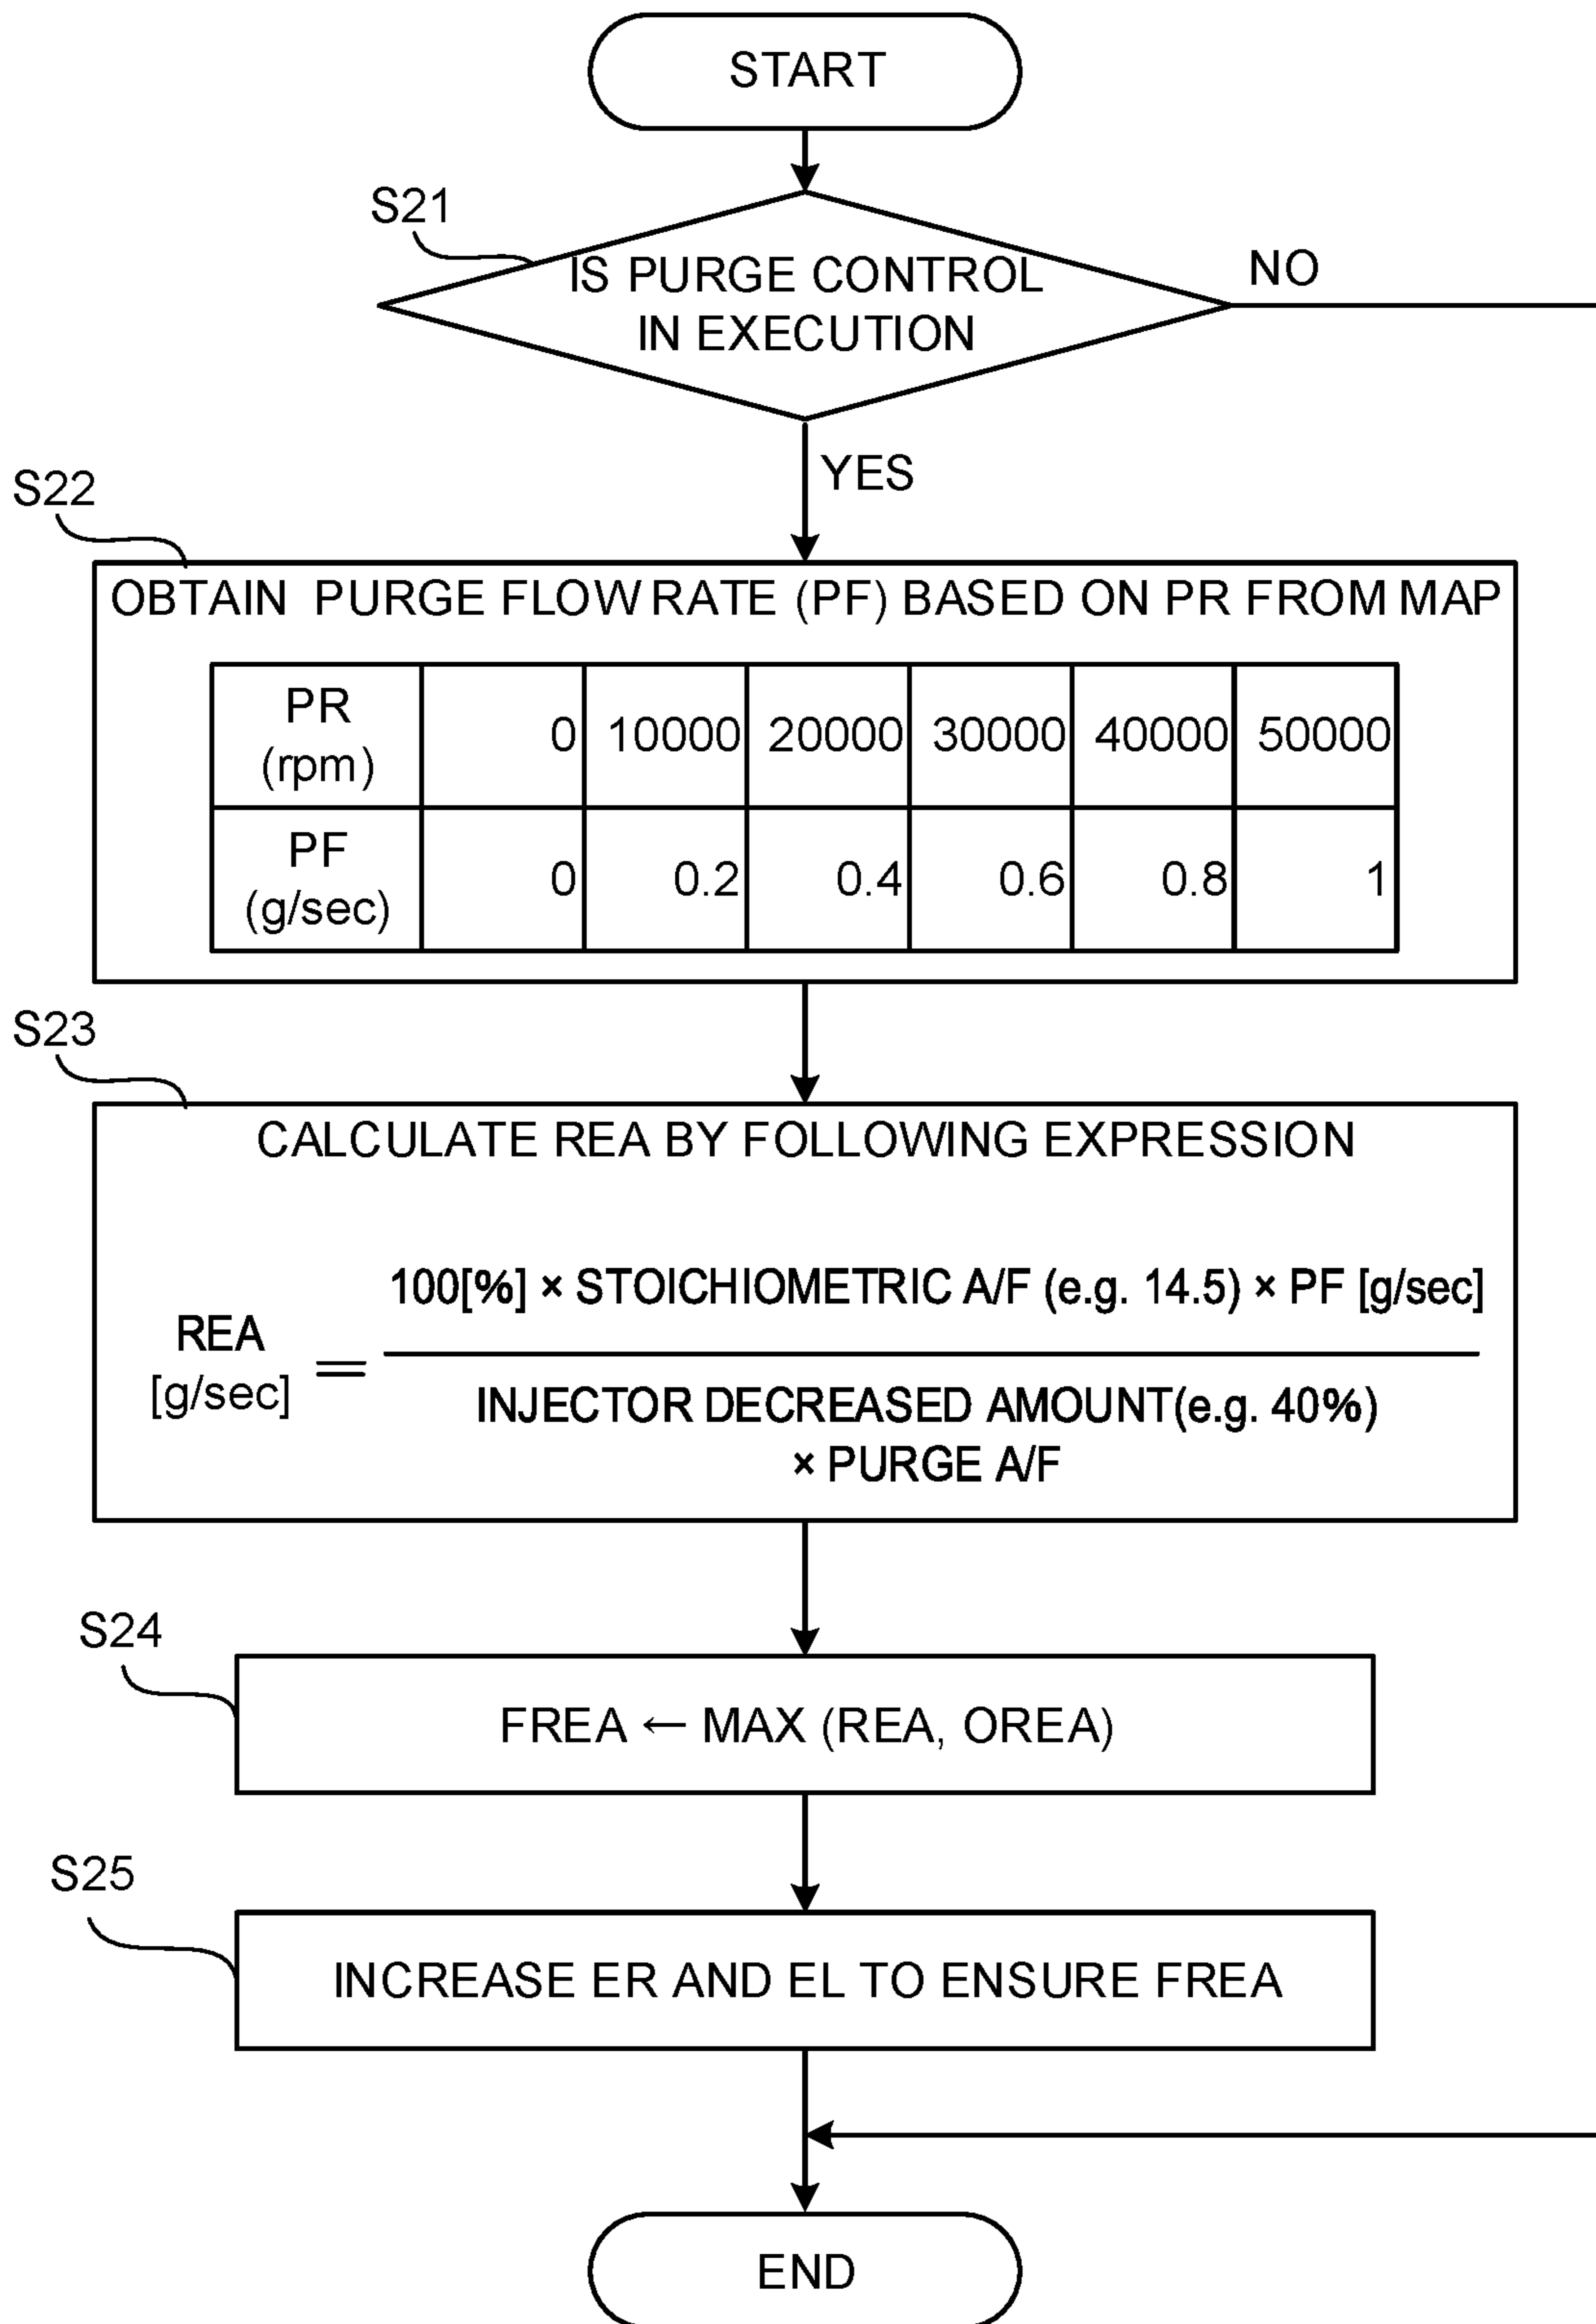 START
S21
IS PURGE CONTROL
IN EXECUTION
NO
YES
S22
OBTAIN PURGE FLOW RATE (PF) BASED ON PR FROM MAP
PR
(rpm)
0 10000 20000 30000 40000 50000
PF
(g/sec)
0 0.2 0.4 0.6 0.8 1
S23
CALCULATE REA BY FOLLOWING EXPRESSION
100[%] × STOICHIOMETRIC A/F (e.g. 14.5) × PF [g/sec]
REA
[g/sec]
=
INJECTOR DECREASED AMOUNT(e.g. 40%)
× PURGE A/F
S24
FREA ← MAX (REA, OREA)
S25
INCREASE ER AND EL TO ENSURE FREA
END